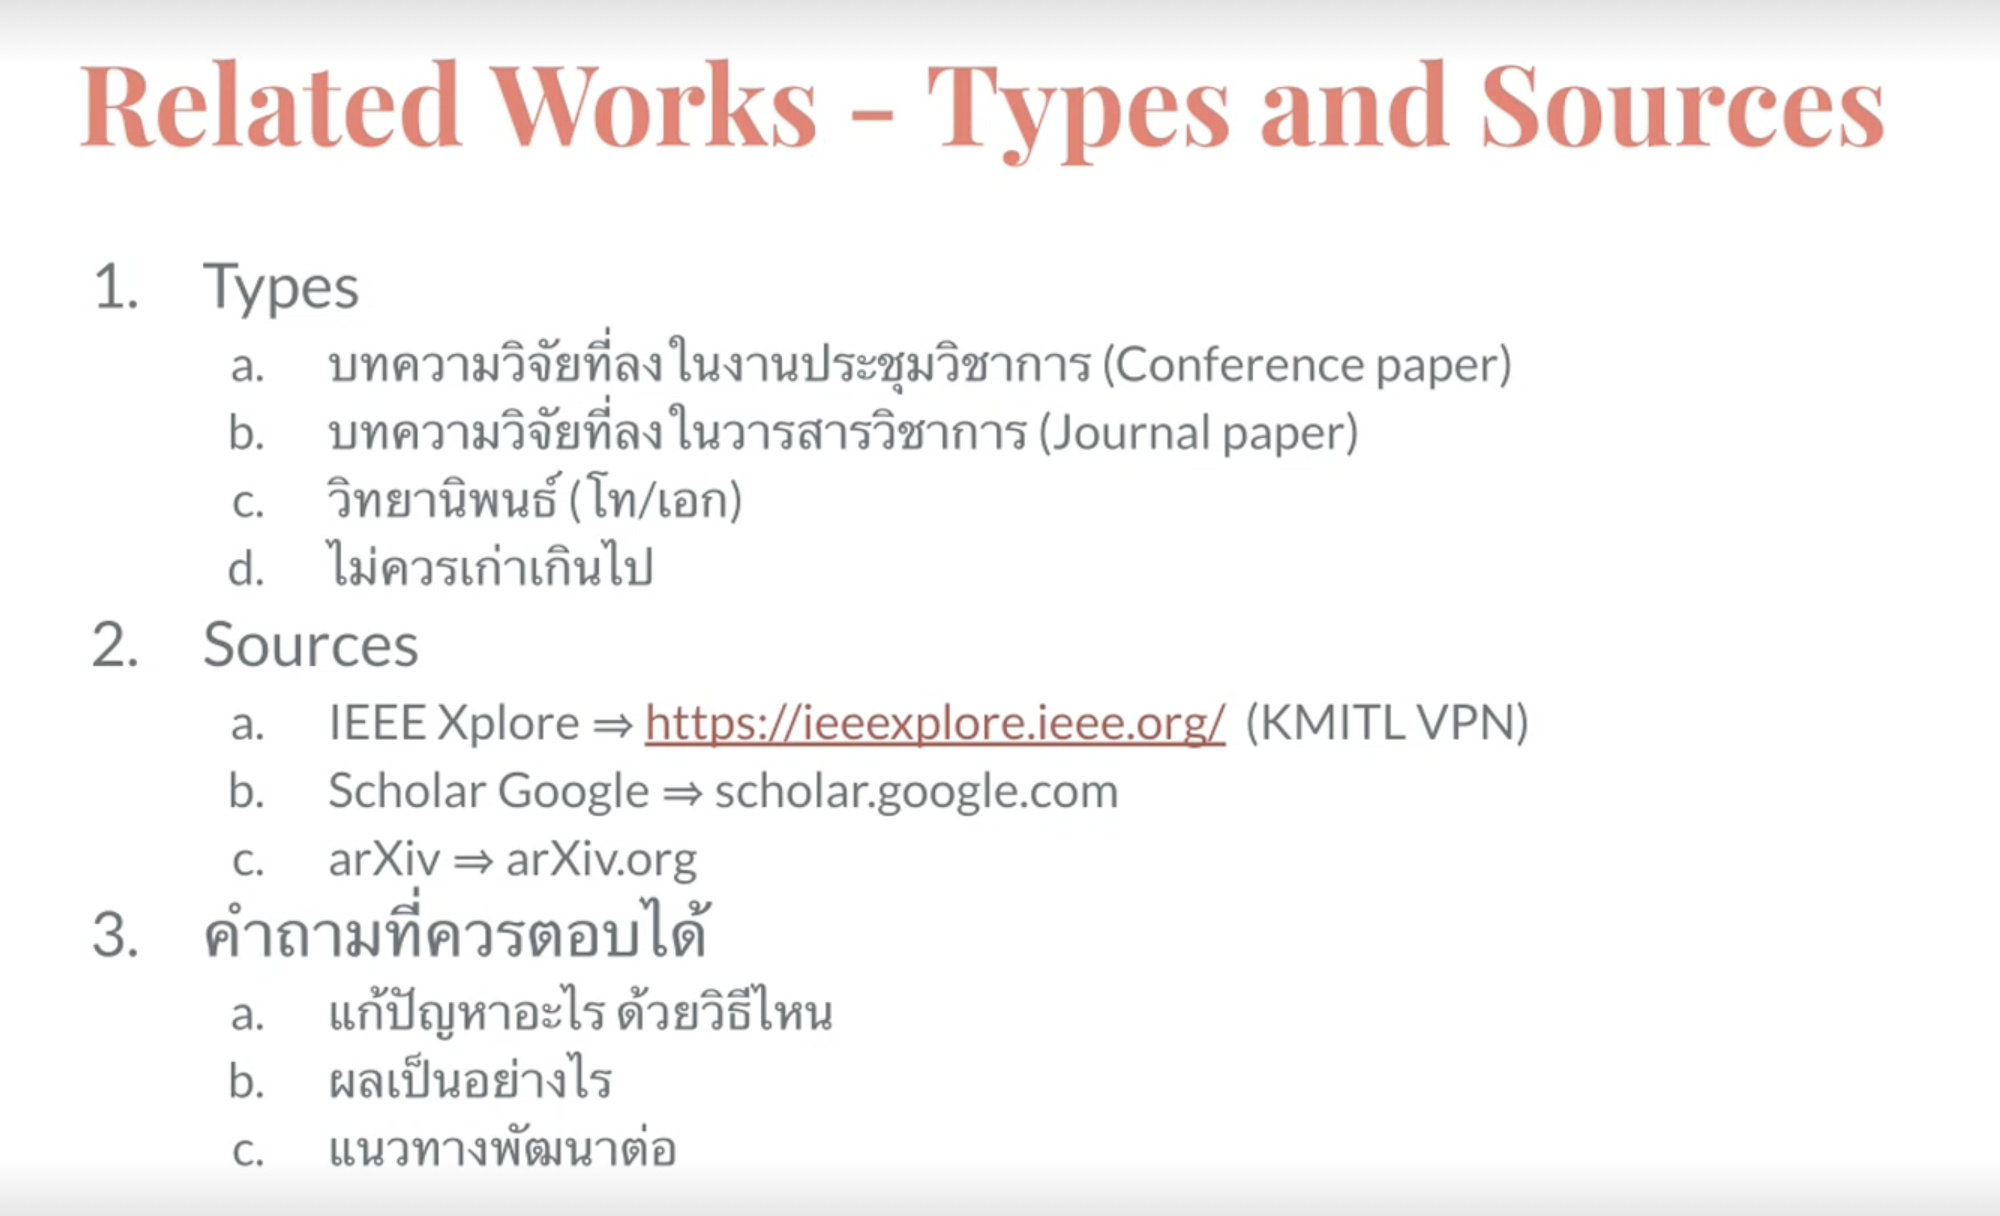 Related Works – Types and Sources
1. Types
a. บทความวิจัยที่ลงในงานประชุมวิชาการ (Conference paper)
b. บทความวิจัยที่ลงในวารสารวิชาการ (Journal paper)
c. วิทยานิพนธ์ (โท/เอก)
d. ไม่ควรเก่าเกินไป
2. Sources
a. IEEE Xplore ⇒ https://ieeexplore.ieee.org/ (KMITL VPN)
b. Scholar Google ⇒ scholar.google.com
c. arXiv ⇒ arXiv.org
3. คำถามที่ควรตอบได้
a. แก้ปัญหาอะไร ด้วยวิธีไหน
b. ผลเป็นอย่างไร
c. แนวทางพัฒนาต่อ